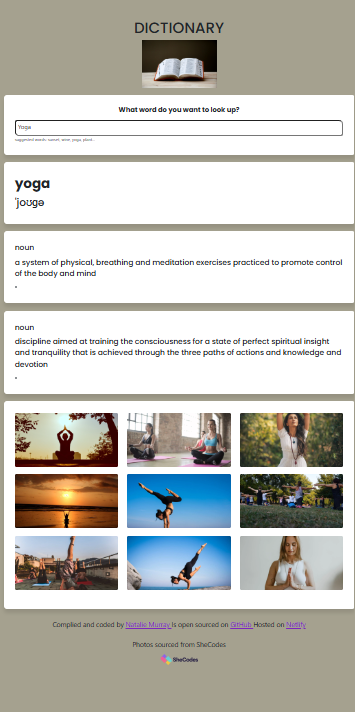 DICTIONARY
What word do you want to look up?
Yoga
suggested words: sunset, wine, yoga, plant...
yoga
'joʊgə
noun
a system of physical, breathing and meditation exercises practiced to promote control
of the body and mind
noun
discipline aimed at training the consciousness for a state of perfect spiritual insight
and tranquility that is achieved through the three paths of actions and knowledge and
devotion
Complied and coded by Natalie Murray Is open sourced on GitHub Hosted on Netlify
Photos sourced from SheCodes
SheCodes